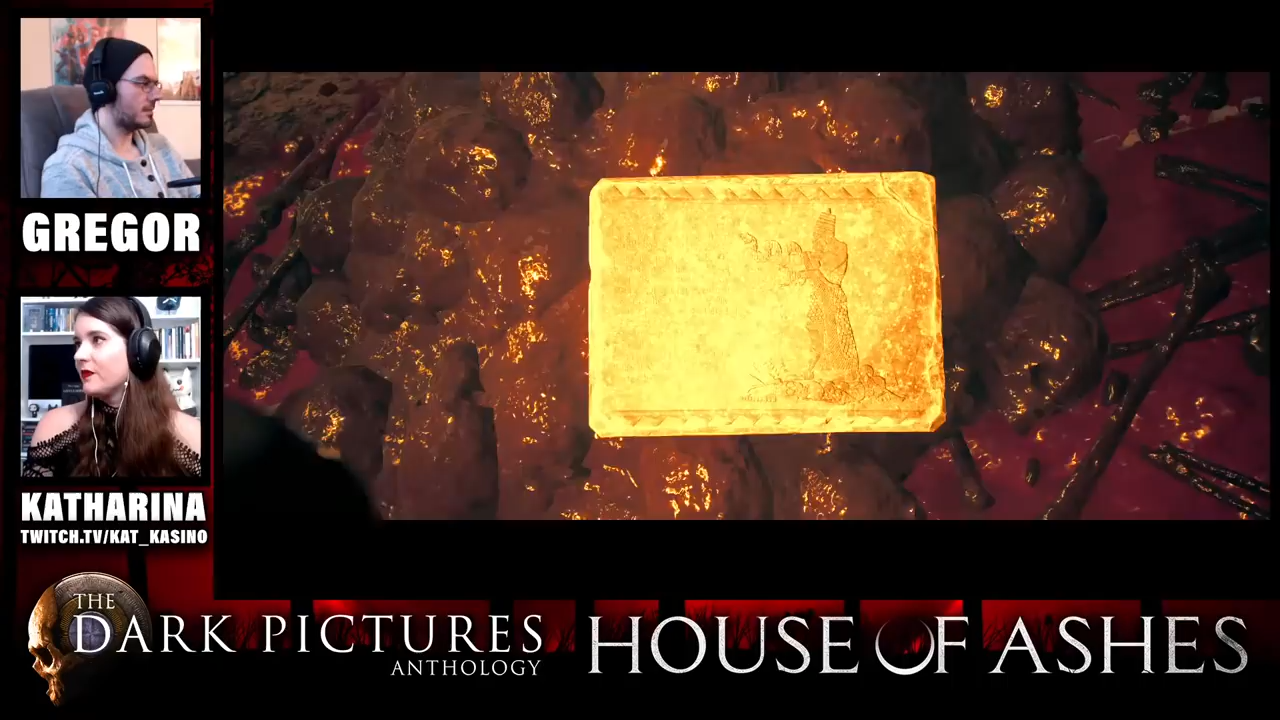 GREGOR
KATHARINA
TWITCH.TV/KAT_KASINO
THE
DARK PICTURES
ANTHOLOGY
HOUSE OF ASHES